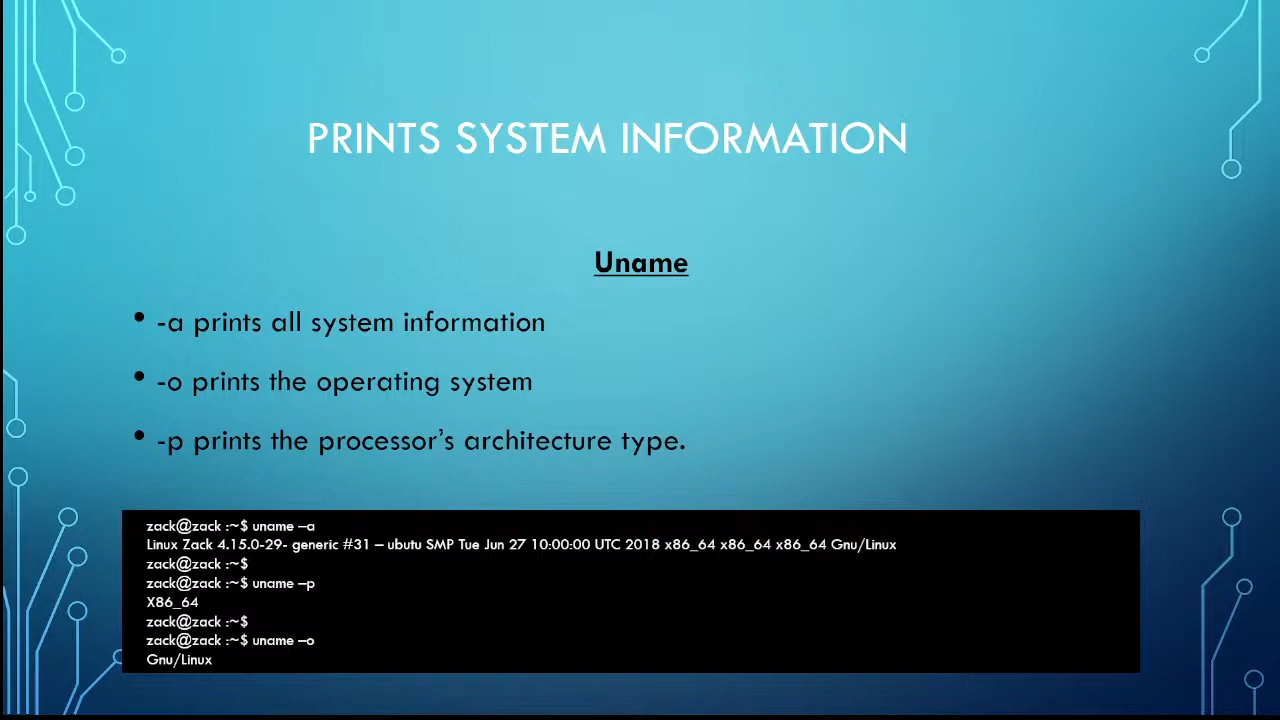 PRINTS SYSTEM INFORMATION
Uname
• -a prints all system information
• -o prints the operating system
• -p prints the processor’s architecture type.
zack@zack :~$ uname –a
Linux Zack 4.15.0-29- generic #31 – ubutu SMP Tue Jun 27 10:00:00 UTC 2018 x86_64 x86_64 x86_64 Gnu/Linux
zack@zack :~$
zack@zack :~$ uname –p
X86_64
zack@zack :~$
zack@zack :~$ uname –o
Gnu/Linux